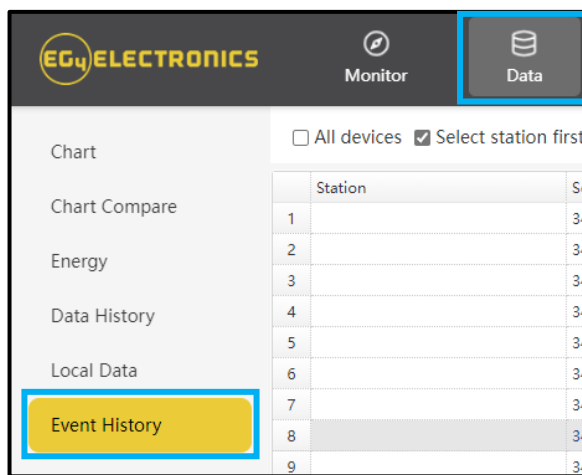 EG4 ELECTRONICS
Monitor
Data
Chart
Chart Compare
Energy
Data History
Local Data
Event History
All devices
Select station first
Station
1
2
3
4
5
6
7
8
9